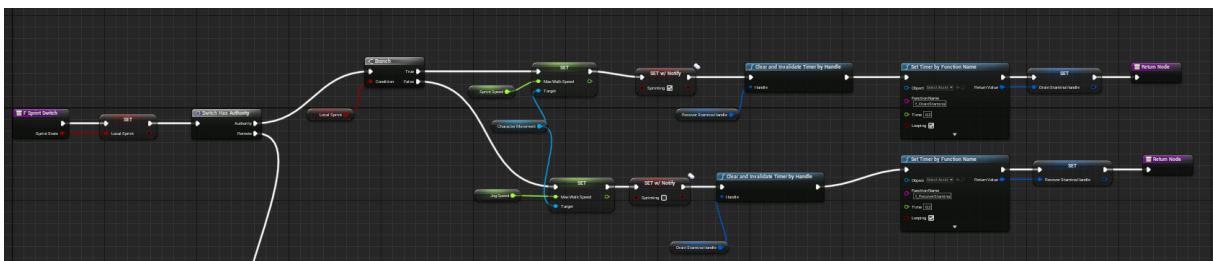 F Sprint Switch
Sprint State
SET
Local Sprint
Switch Has Authority
Authority
Remote
Local Sprint
Branch
Condition
True
False
Sprint Speed
SET
Max Walk Speed
Target
Character Movement
SET w/ Notify
Sprinting
Clear and Invalidate Timer by Handle
Handle
Recover Stamina Handle
Set Timer by Function Name
Object
Select Asset
Return Value
Function Name
Time
Looping
SET
Drain Stamina Handle
Return Node
Jog Speed
SET
Max Walk Speed
Target
SET w/ Notify
Sprinting
Clear and Invalidate Timer by Handle
Handle
Drain Stamina Handle
Set Timer by Function Name
Object
Select Asset
Return Value
Function Name
Time
Looping
SET
Recover Stamina Handle
Return Node